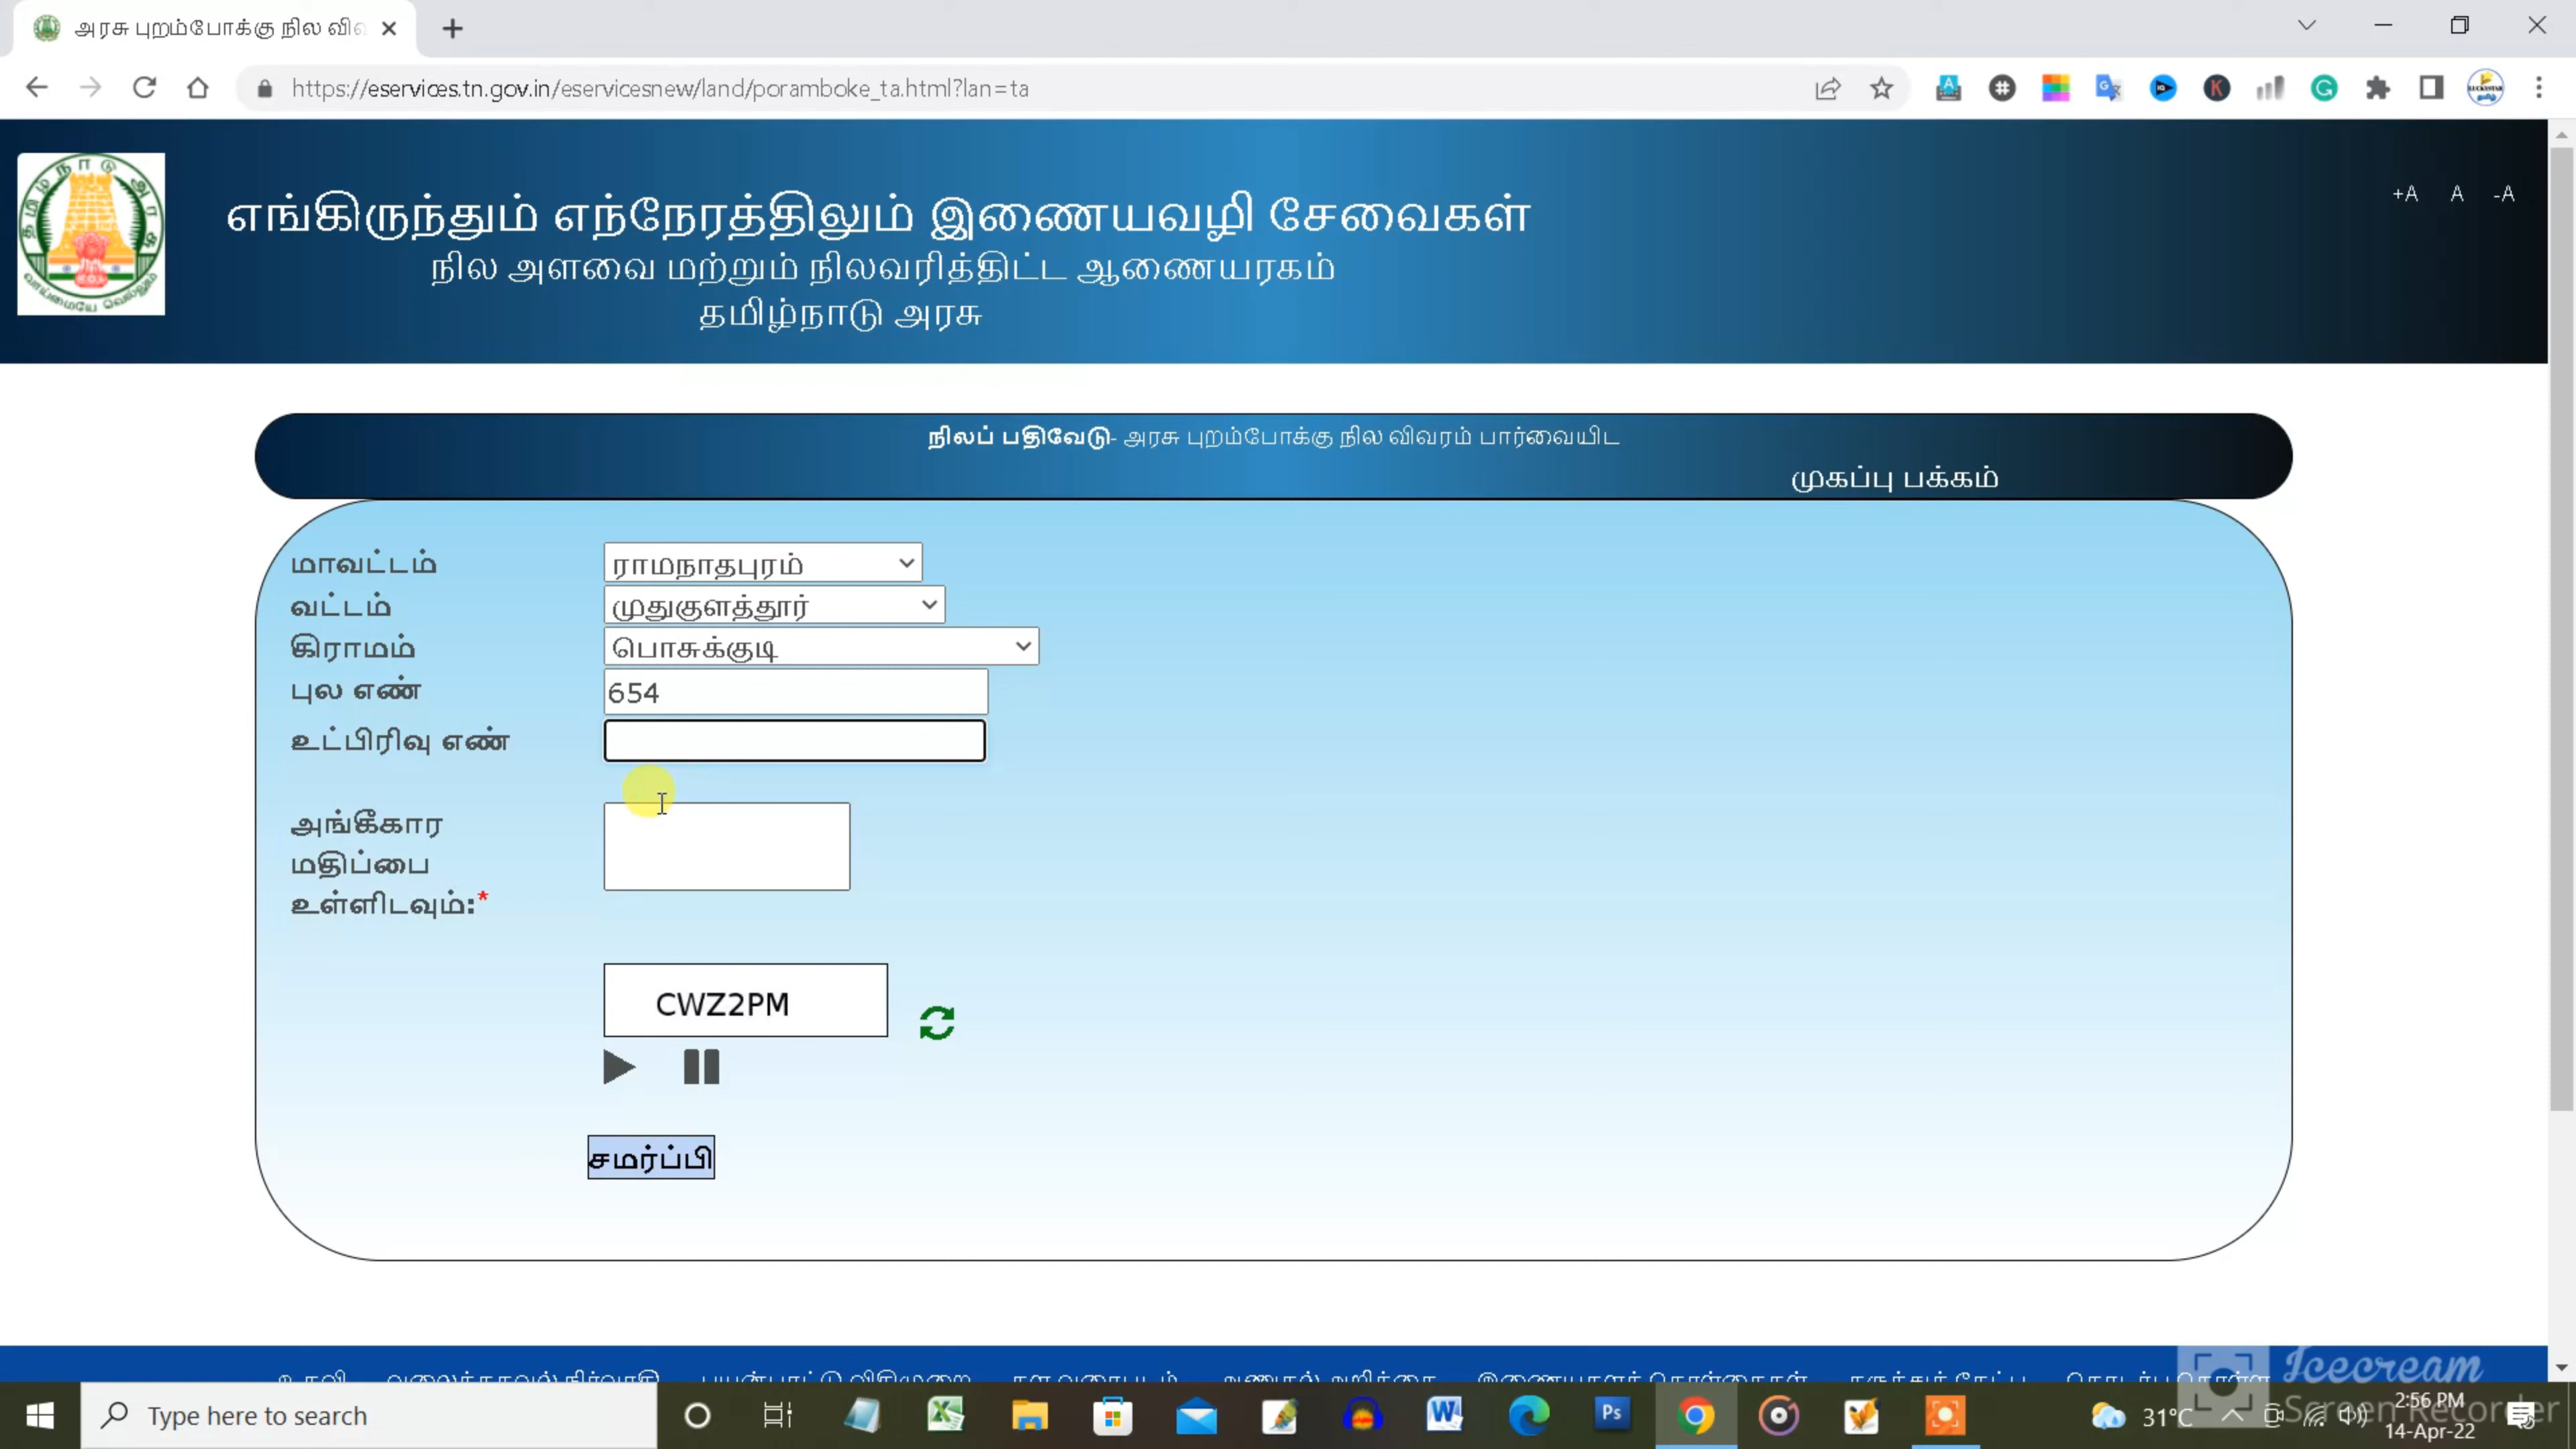 அரசு புறம்போக்கு நில வில
https://eservices.tn.gov.in/eservicesnew/land/poramboke_ta.html?lan=ta
எங்கிருந்தும் எந்நேரத்திலும் இணையவழி சேவைகள்
நில அளவை மற்றும் நிலவரித்திட்ட ஆணையரகம்
தமிழ்நாடு அரசு
+A A -A
நிலப் பதிவேடு- அரசு புறம்போக்கு நில விவரம் பார்வையிட
முகப்பு பக்கம்
மாவட்டம் ராமநாதபுரம்
வட்டம் முதுகுளத்தூர்
கிராமம் பொசுக்குடி
புல எண் 654
உட்பிரிவு எண்
அங்கீகார
மதிப்பை
உள்ளிடவும்:*
CWZ2PM
சமர்ப்பி
Icecream
Screen Recorder
Type here to search
31°C
2:56 PM
14-Apr-22